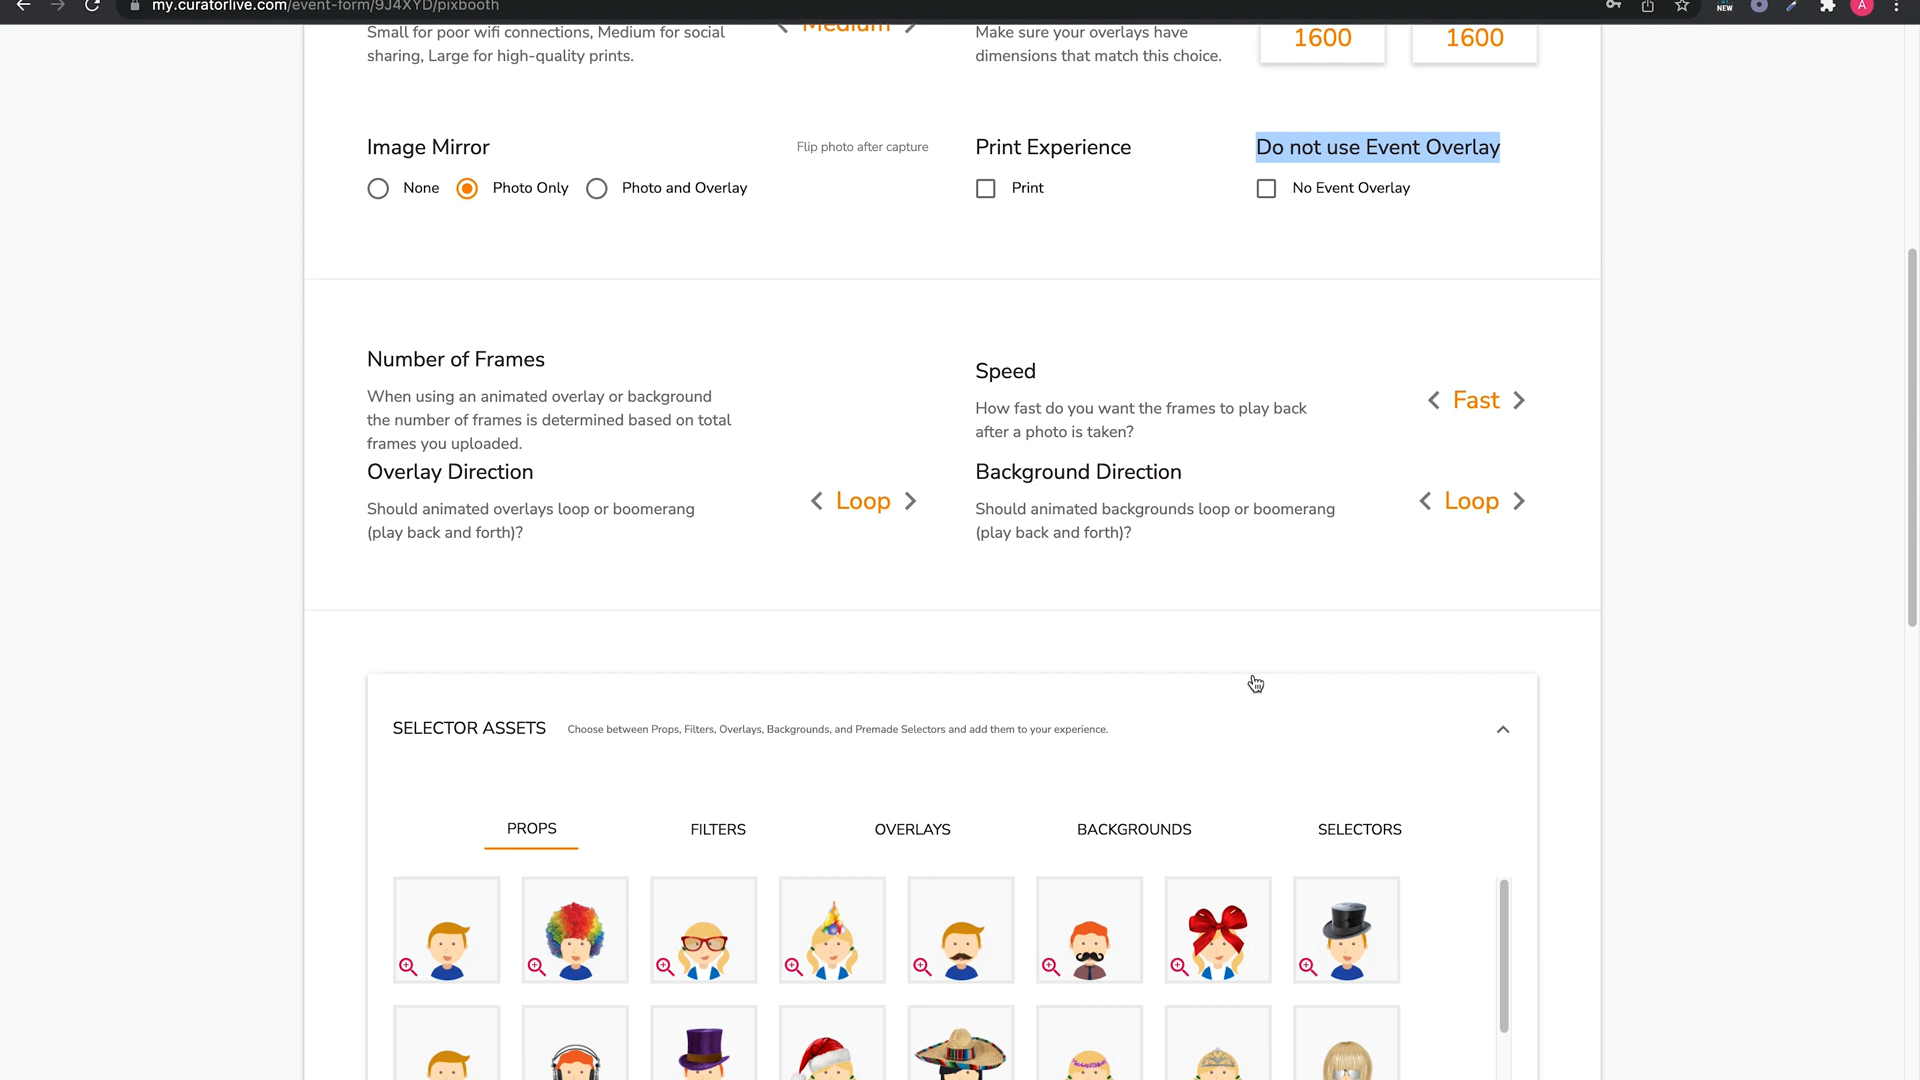 my.curatorlive.com/event-form/9J4XYD/pixbooth
NEW
A
Small for poor wifi connections, Medium for social
sharing, Large for high-quality prints.
Medium
Make sure your overlays have
dimensions that match this choice.
1600
1600
Image Mirror
Flip photo after capture
None
Photo Only
Photo and Overlay
Print Experience
Print
Do not use Event Overlay
No Event Overlay
Number of Frames
When using an animated overlay or background
the number of frames is determined based on total
frames you uploaded.
Speed
How fast do you want the frames to play back
after a photo is taken?
Fast
Overlay Direction
Should animated overlays loop or boomerang
(play back and forth)?
Loop
Background Direction
Should animated backgrounds loop or boomerang
(play back and forth)?
Loop
SELECTOR ASSETS
Choose between Props, Filters, Overlays, Backgrounds, and Premade Selectors and add them to your experience.
PROPS
FILTERS
OVERLAYS
BACKGROUNDS
SELECTORS